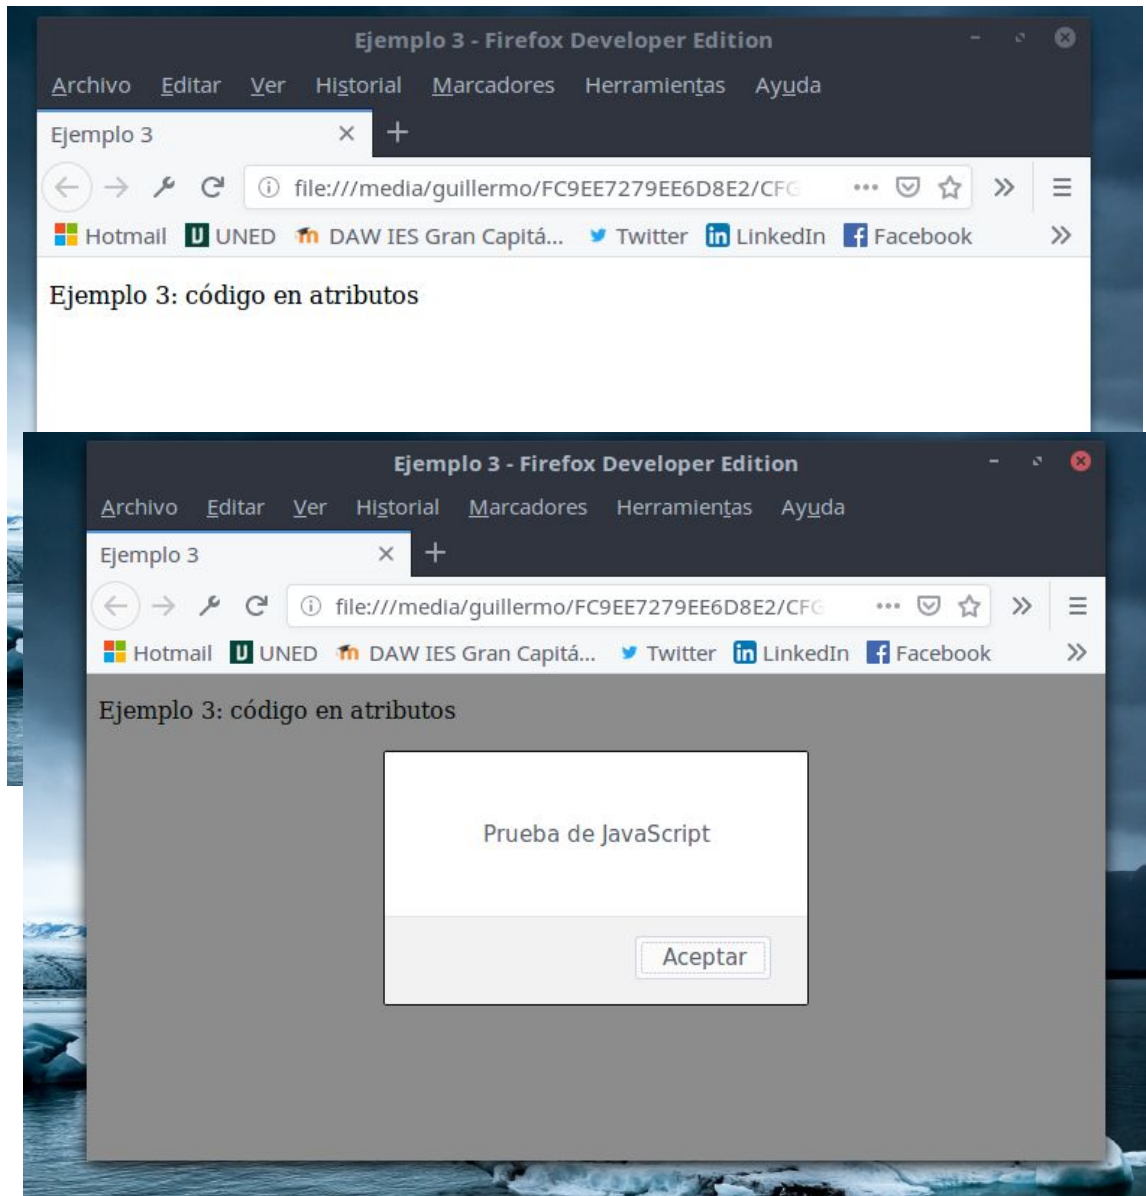 Ejemplo 3 - Firefox Developer Edition
Archivo Editar Ver Historial Marcadores Herramientas Ayuda
Ejemplo 3
file:///media/guillermo/FC9EE7279EE6D8E2/CFG
Hotmail UNED DAW IES Gran Capitá... Twitter LinkedIn Facebook
Ejemplo 3: código en atributos
Ejemplo 3 - Firefox Developer Edition
Archivo Editar Ver Historial Marcadores Herramientas Ayuda
Ejemplo 3
file:///media/guillermo/FC9EE7279EE6D8E2/CFG
Hotmail UNED DAW IES Gran Capitá... Twitter LinkedIn Facebook
Ejemplo 3: código en atributos
Prueba de JavaScript
Aceptar